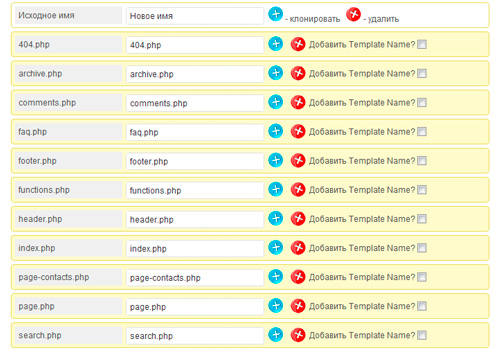 Исходное имя Новое имя - клонировать - удалить
404.php 404.php Добавить Template Name?
archive.php archive.php Добавить Template Name?
comments.php comments.php Добавить Template Name?
faq.php faq.php Добавить Template Name?
footer.php footer.php Добавить Template Name?
functions.php functions.php Добавить Template Name?
header.php header.php Добавить Template Name?
index.php index.php Добавить Template Name?
page-contacts.php page-contacts.php Добавить Template Name?
page.php page.php Добавить Template Name?
search.php search.php Добавить Template Name?